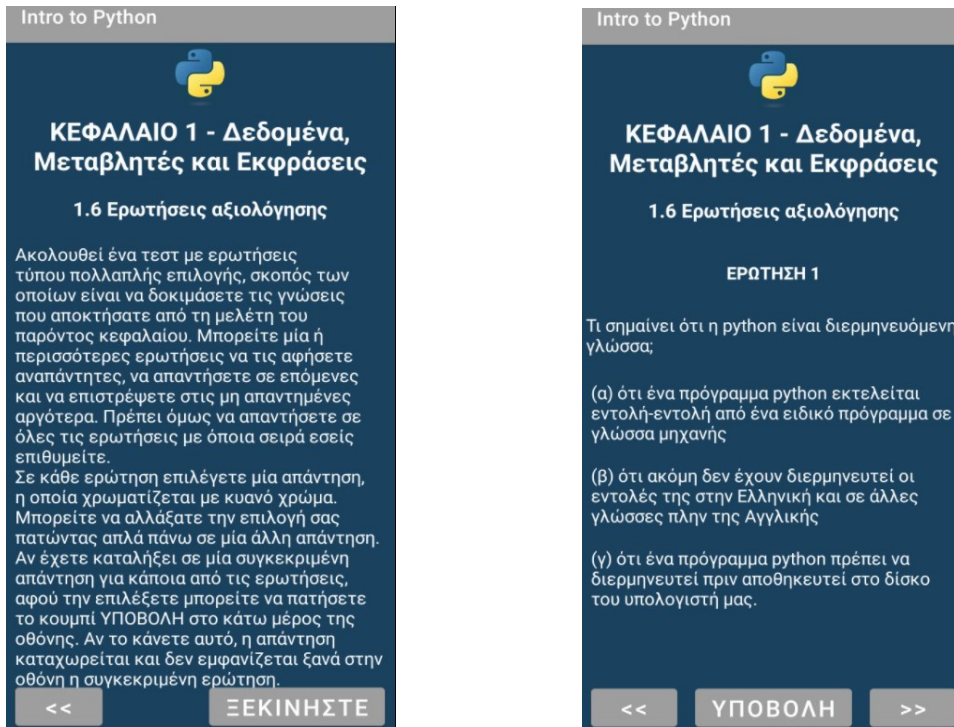 Intro to Python
ΚΕΦΑΛΑΙΟ 1 - Δεδομένα,
Μεταβλητές και Εκφράσεις
1.6 Ερωτήσεις αξιολόγησης
Ακολουθεί ένα τεστ με ερωτήσεις
τύπου πολλαπλής επιλογής, σκοπός των
οποίων είναι να δοκιμάσετε τις γνώσεις
που αποκτήσατε από τη μελέτη του
παρόντος κεφαλαίου. Μπορείτε μία ή
περισσότερες ερωτήσεις να τις αφήσετε
αναπάντητες, να απαντήσετε σε επόμενες
και να επιστρέψετε στις μη απαντημένες
αργότερα. Πρέπει όμως να απαντήσετε σε
όλες τις ερωτήσεις με όποια σειρά εσείς
επιθυμείτε.
Σε κάθε ερώτηση επιλέγετε μία απάντηση,
η οποία χρωματίζεται με κυανό χρώμα.
Μπορείτε να αλλάξατε την επιλογή σας
πατώντας απλά πάνω σε μία άλλη απάντηση.
Αν έχετε καταλήξει σε μία συγκεκριμένη
απάντηση για κάποια από τις ερωτήσεις,
αφού την επιλέξετε μπορείτε να πατήσετε
το κουμπί ΥΠΟΒΟΛΗ στο κάτω μέρος της
οθόνης. Αν το κάνετε αυτό, η απάντηση
καταχωρείται και δεν εμφανίζεται ξανά στην
οθόνη η συγκεκριμένη ερώτηση.
<< ΞΕΚΙΝΗΣΤΕ
Intro to Python
ΚΕΦΑΛΑΙΟ 1 - Δεδομένα,
Μεταβλητές και Εκφράσεις
1.6 Ερωτήσεις αξιολόγησης
ΕΡΩΤΗΣΗ 1
Τι σημαίνει ότι η python είναι διερμηνευόμενη
γλώσσα;
(α) ότι ένα πρόγραμμα python εκτελείται
εντολή-εντολή από ένα ειδικό πρόγραμμα σε
γλώσσα μηχανής
(β) ότι ακόμη δεν έχουν διερμηνευτεί οι
εντολές της στην Ελληνική και σε άλλες
γλώσσες πλην της Αγγλικής
(γ) ότι ένα πρόγραμμα python πρέπει να
διερμηνευτεί πριν αποθηκευτεί στο δίσκο
του υπολογιστή μας.
<< ΥΠΟΒΟΛΗ >>